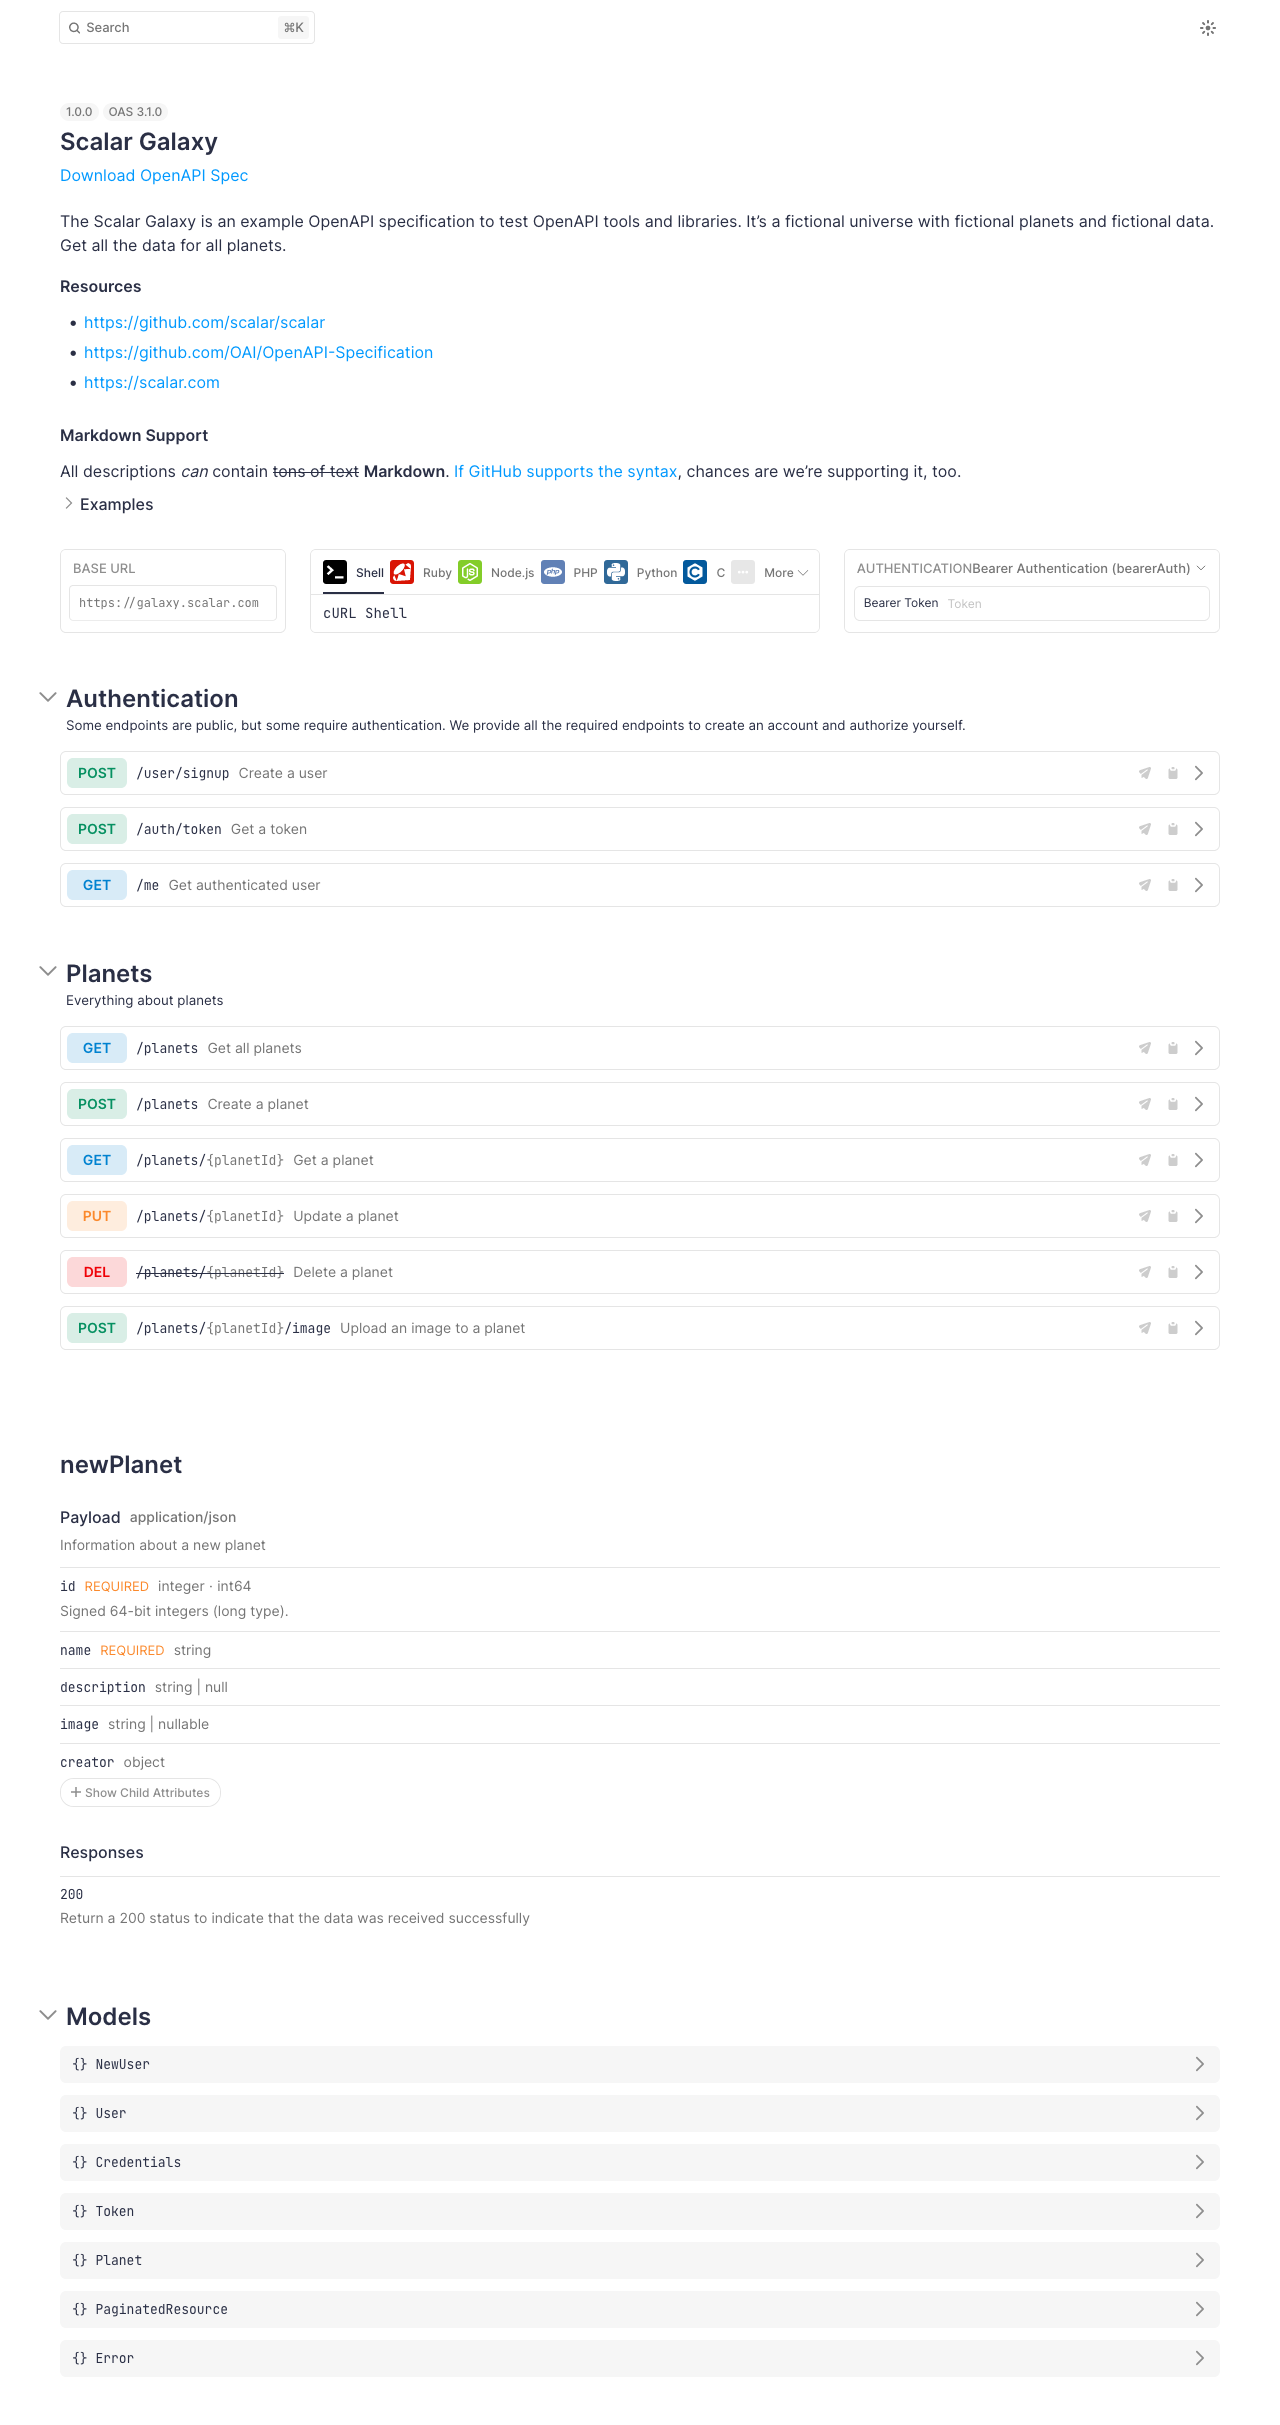 Search ⌘K
1.0.0 OAS 3.1.0
Scalar Galaxy
Download OpenAPI Spec
The Scalar Galaxy is an example OpenAPI specification to test OpenAPI tools and libraries. It’s a fictional universe with fictional planets and fictional data.
Get all the data for all planets.
Resources
• https://github.com/scalar/scalar
• https://github.com/OAI/OpenAPI-Specification
• https://scalar.com
Markdown Support
All descriptions can contain tons of text Markdown. If GitHub supports the syntax, chances are we’re supporting it, too.
Examples
BASE URL
https://galaxy.scalar.com
Shell Ruby Node.js PHP Python C More
cURL Shell
AUTHENTICATION Bearer Authentication (bearerAuth)
Bearer Token Token
Authentication
Some endpoints are public, but some require authentication. We provide all the required endpoints to create an account and authorize yourself.
POST /user/signup Create a user
POST /auth/token Get a token
GET /me Get authenticated user
Planets
Everything about planets
GET /planets Get all planets
POST /planets Create a planet
GET /planets/{planetId} Get a planet
PUT /planets/{planetId} Update a planet
DEL /planets/{planetId} Delete a planet
POST /planets/{planetId}/image Upload an image to a planet
newPlanet
Payload application/json
Information about a new planet
id REQUIRED integer · int64
Signed 64-bit integers (long type).
name REQUIRED string
description string | null
image string | nullable
creator object
+ Show Child Attributes
Responses
200
Return a 200 status to indicate that the data was received successfully
Models
{} NewUser
{} User
{} Credentials
{} Token
{} Planet
{} PaginatedResource
{} Error